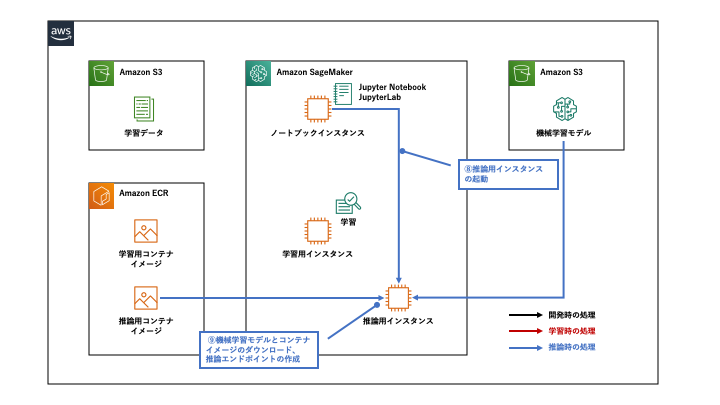 aws
Amazon S3
学習データ
Amazon SageMaker
Jupyter Notebook
JupyterLab
ノートブックインスタンス
Amazon S3
機械学習モデル
⑧推論用インスタンス
の起動
Amazon ECR
学習用コンテナ
イメージ
学習
学習用インスタンス
推論用コンテナ
イメージ
推論用インスタンス
⑨機械学習モデルとコンテナ
イメージのダウンロード、
推論エンドポイントの作成
開発時の処理
学習時の処理
推論時の処理